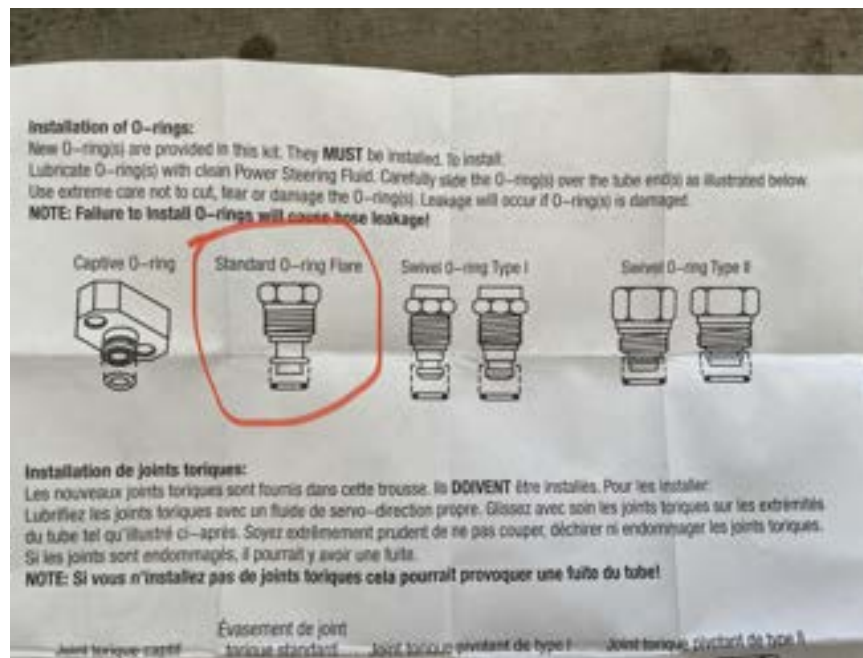 Installation of O–rings:
New O–ring(s) are provided in this kit. They MUST be installed. To install:
Lubricate O–ring(s) with clean Power Steering Fluid. Carefully slide the O–ring(s) over the tube end(s) as illustrated below.
Use extreme care not to cut, tear or damage the O–ring(s). Leakage will occur if O–ring(s) is damaged.
NOTE: Failure to Install O–rings will cause hose leakage!
Captive O–ring Standard O–ring Flare Swivel O–ring Type I Swivel O–ring Type II
Installation de joints toriques:
Les nouveaux joints toriques sont fournis dans cette trousse. Ils DOIVENT être installés. Pour les installer:
Lubrifiez les joints toriques avec un fluide de servo–direction propre. Glissez avec soin les joints toriques sur les extrémités
du tube tel qu'illustré ci–après. Soyez extrêmement prudent de ne pas couper, déchirer ni endommager les joints toriques.
Si les joints sont endommagés, il pourrait y avoir une fuite.
NOTE: Si vous n'installez pas de joints toriques cela pourrait provoquer une fuite du tube!
Évasement de joint
Joint torique captif torique standard Joint torique pivotant de type I Joint torique pivotant de type II